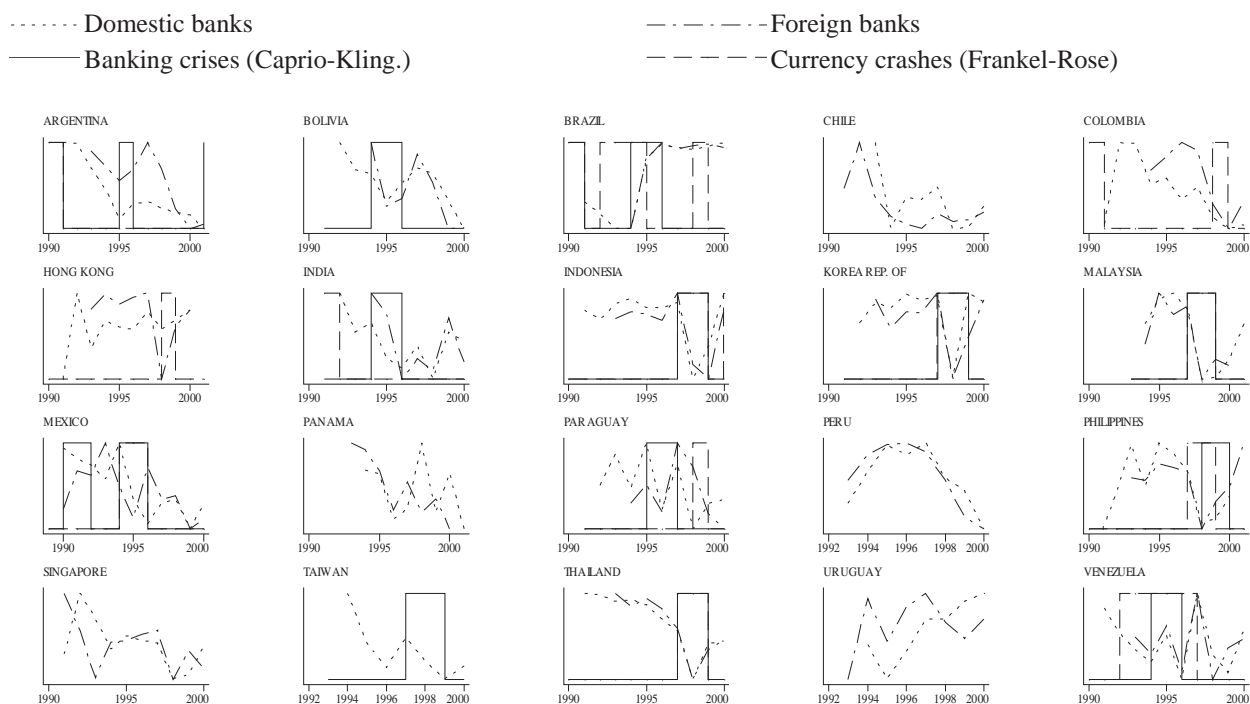 Domestic banks Foreign banks
Banking crises (Caprio-Kling.) Currency crashes (Frankel-Rose)
ARGENTINA BOLIVIA BRAZIL CHILE COLOMBIA
1990 1995 2000 1990 1995 2000 1990 1995 2000 1990 1995 2000 1990 1995 2000
HONG KONG INDIA INDONESIA KOREA REP. OF MALAYSIA
1990 1995 2000 1990 1995 2000 1990 1995 2000 1990 1995 2000 1990 1995 2000
MEXICO PANAMA PARAGUAY PERU PHILIPPINES
1990 1995 2000 1990 1995 2000 1990 1995 2000 1992 1994 1996 1998 2000 1990 1995 2000
SINGAPORE TAIWAN THAILAND URUGUAY VENEZUELA
1990 1995 2000 1992 1994 1996 1998 2000 1990 1995 2000 1992 1994 1996 1998 2000 1990 1995 2000